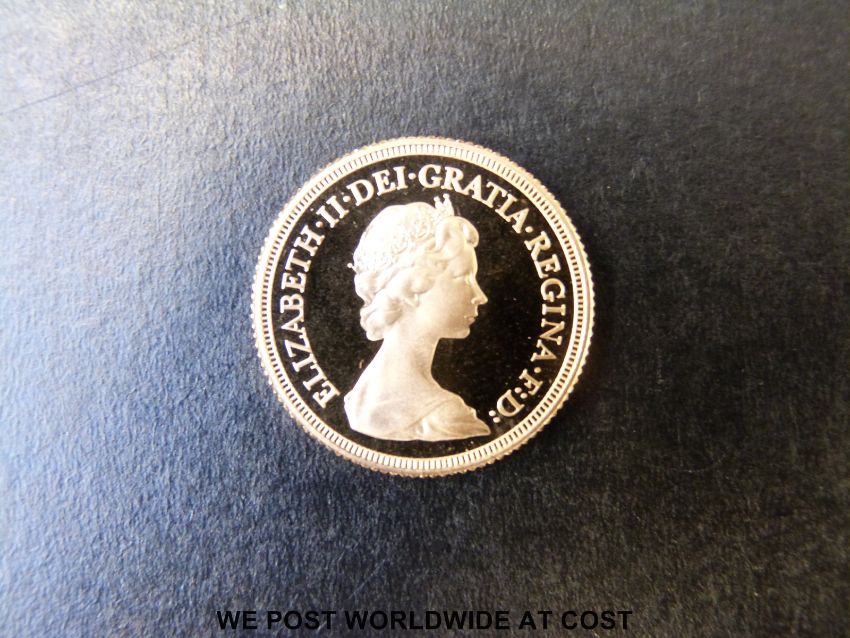 ELIZABETH·II·DEI·GRATIA·REGINA·F:D:
WE POST WORLDWIDE AT COST